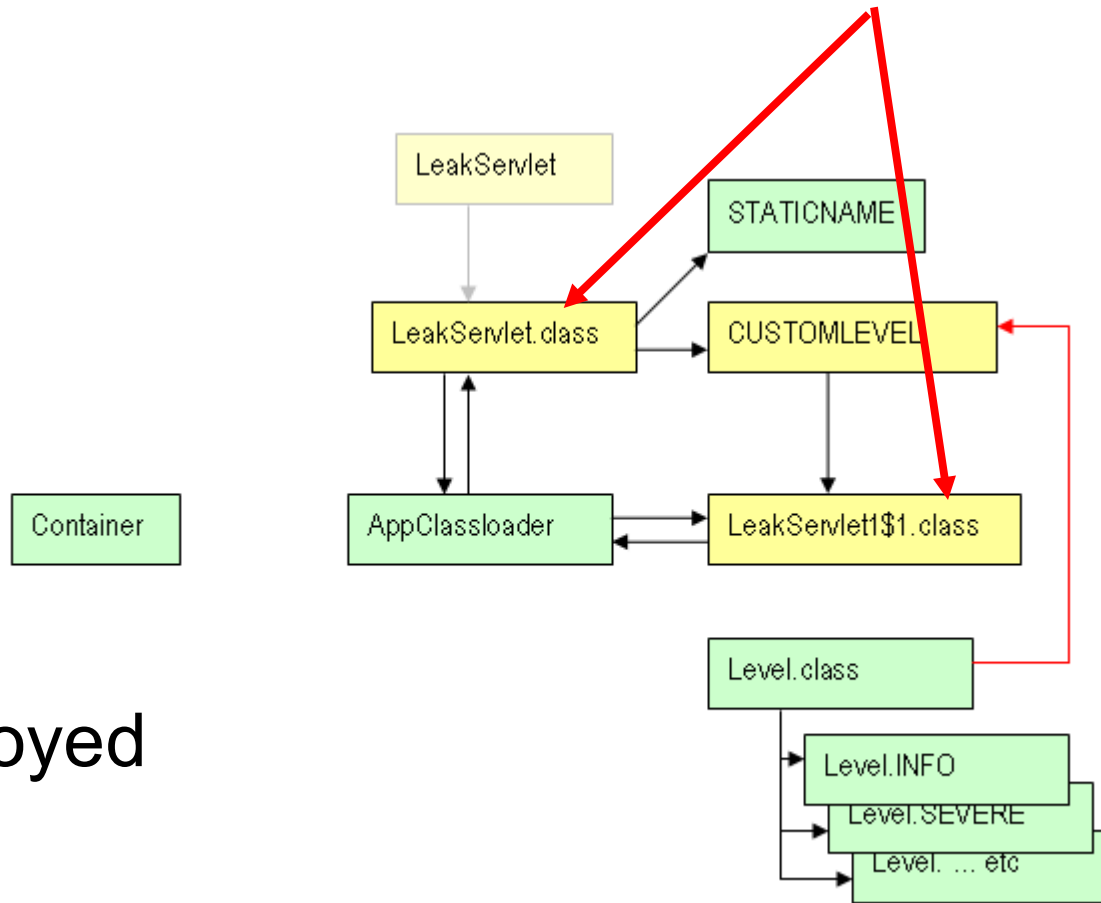 LeakServlet
STATICNAME
LeakServlet.class
CUSTOMLEVEL
Container
AppClassloader
LeakServlet1$1.class
Level.class
oyed
Level.INFO
Level.SEVERE
Level. ... etc